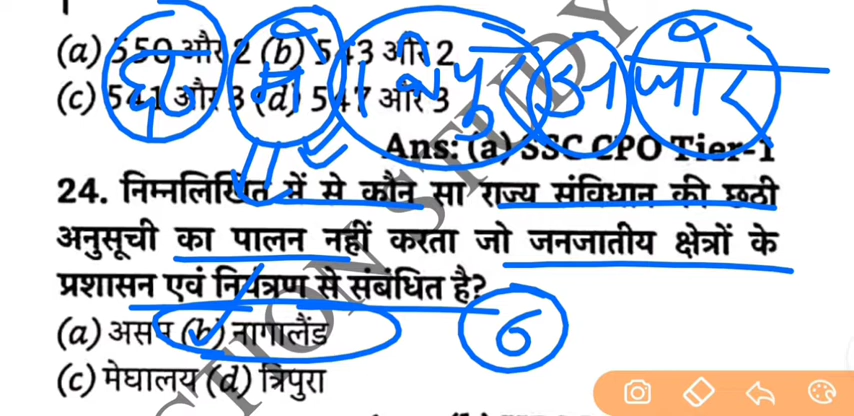 (a) 550 और 2 (b) 543 और 2
(c) 541 और 3 (d) 547 और 3
Ans: (a) SSC CPO Tier-1
24. निम्नलिखित में से कौन सा राज्य संविधान की छठी
अनुसूची का पालन नहीं करता जो जनजातीय क्षेत्रों के
प्रशासन एवं नियंत्रण से संबंधित है?
(a) असम (b) नागालैंड
6
(c) मेघालय (d) त्रिपुरा